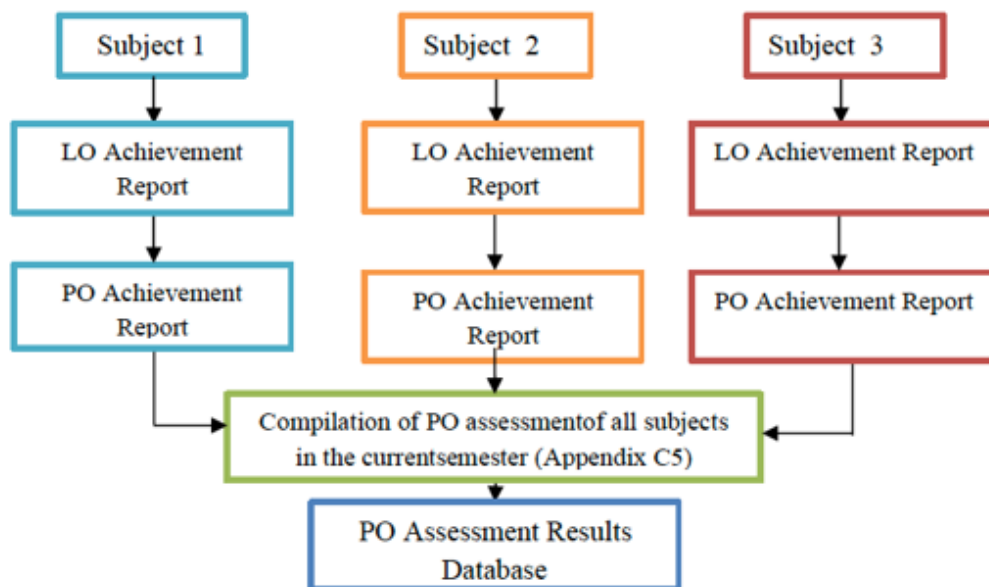 Subject 1
Subject 2
Subject 3
LO Achievement
Report
LO Achievement
Report
LO Achievement Report
PO Achievement
Report
PO Achievement
Report
PO Achievement Report
Compilation of PO assessmentof all subjects
in the currentsemester (Appendix C5)
PO Assessment Results
Database